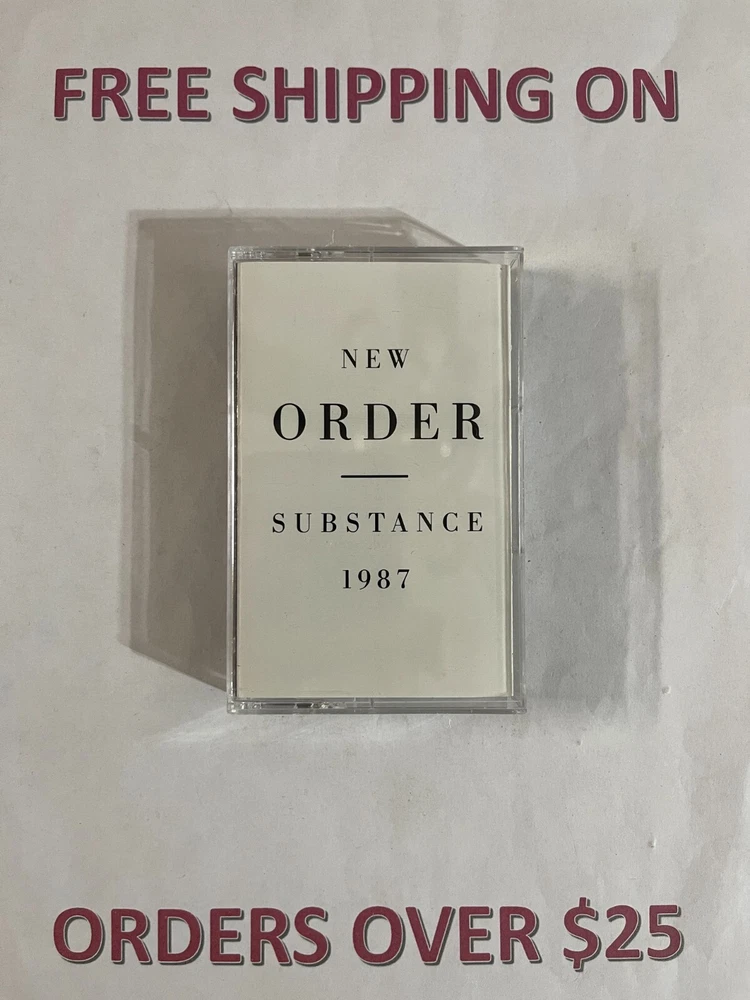 FREE SHIPPING ON
NEW
ORDER
SUBSTANCE
1987
ORDERS OVER $25